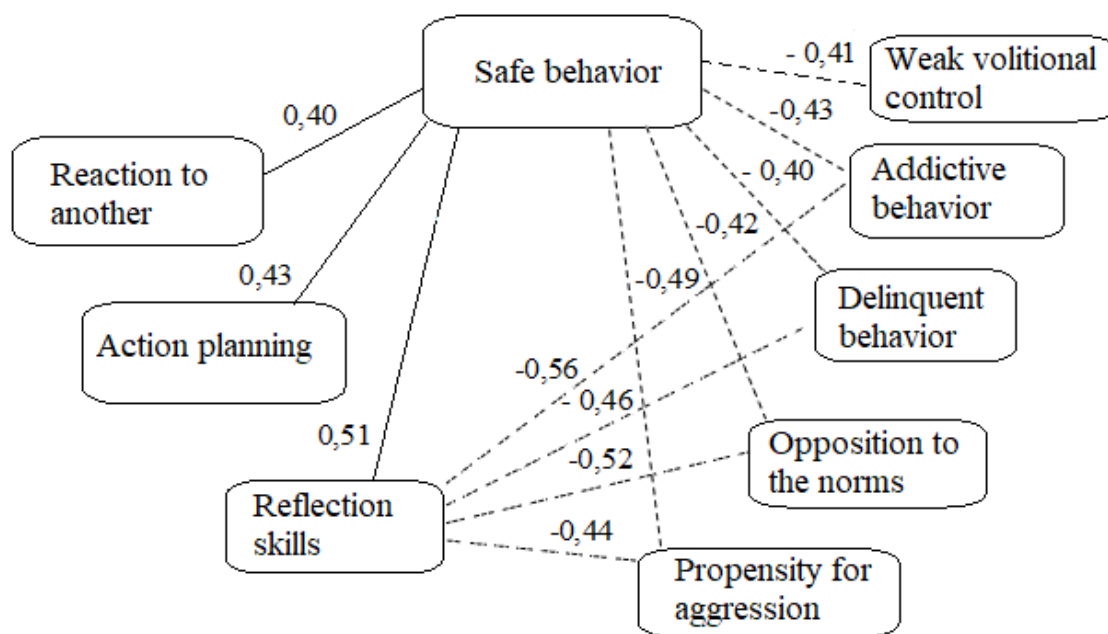 Safe behavior
- 0,41
Weak volitional
control
0,40
-0,43
Reaction to
another
- 0,40
Addictive
behavior
-0,42
0,43
-0,49
Delinquent
behavior
Action planning
-0,56
- 0,46
0,51
-0,52
Opposition to
the norms
Reflection
skills
-0,44
Propensity for
aggression